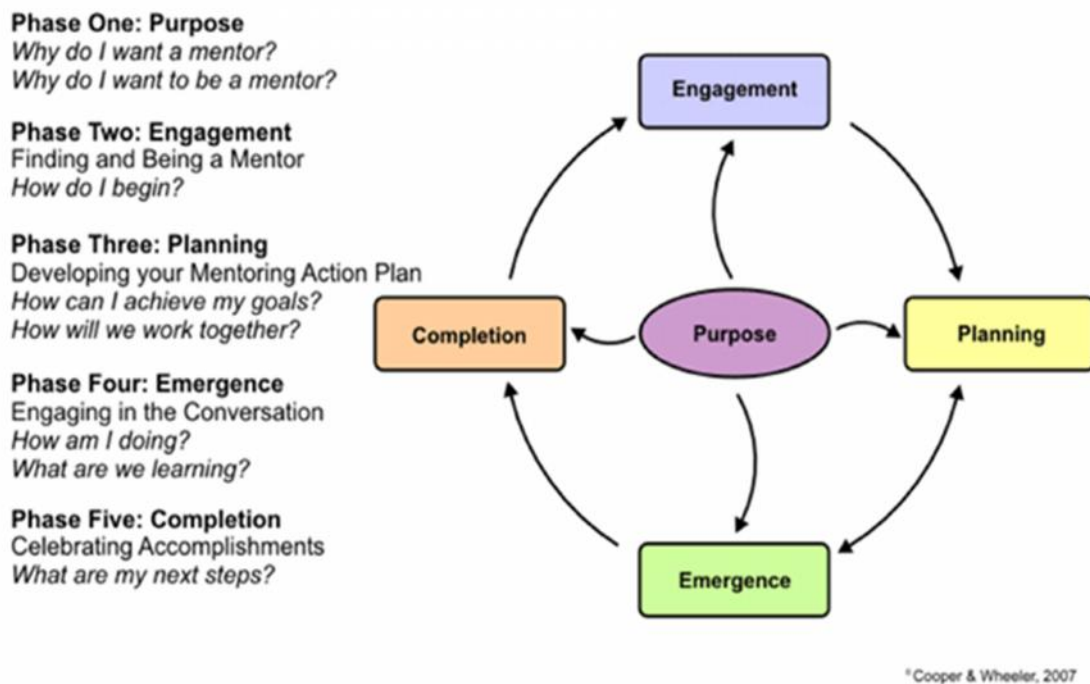 Phase One: Purpose
Why do I want a mentor?
Why do I want to be a mentor?
Phase Two: Engagement
Finding and Being a Mentor
How do I begin?
Phase Three: Planning
Developing your Mentoring Action Plan
How can I achieve my goals?
How will we work together?
Phase Four: Emergence
Engaging in the Conversation
How am I doing?
What are we learning?
Phase Five: Completion
Celebrating Accomplishments
What are my next steps?
Engagement
Completion
Purpose
Planning
Emergence
©Cooper & Wheeler, 2007